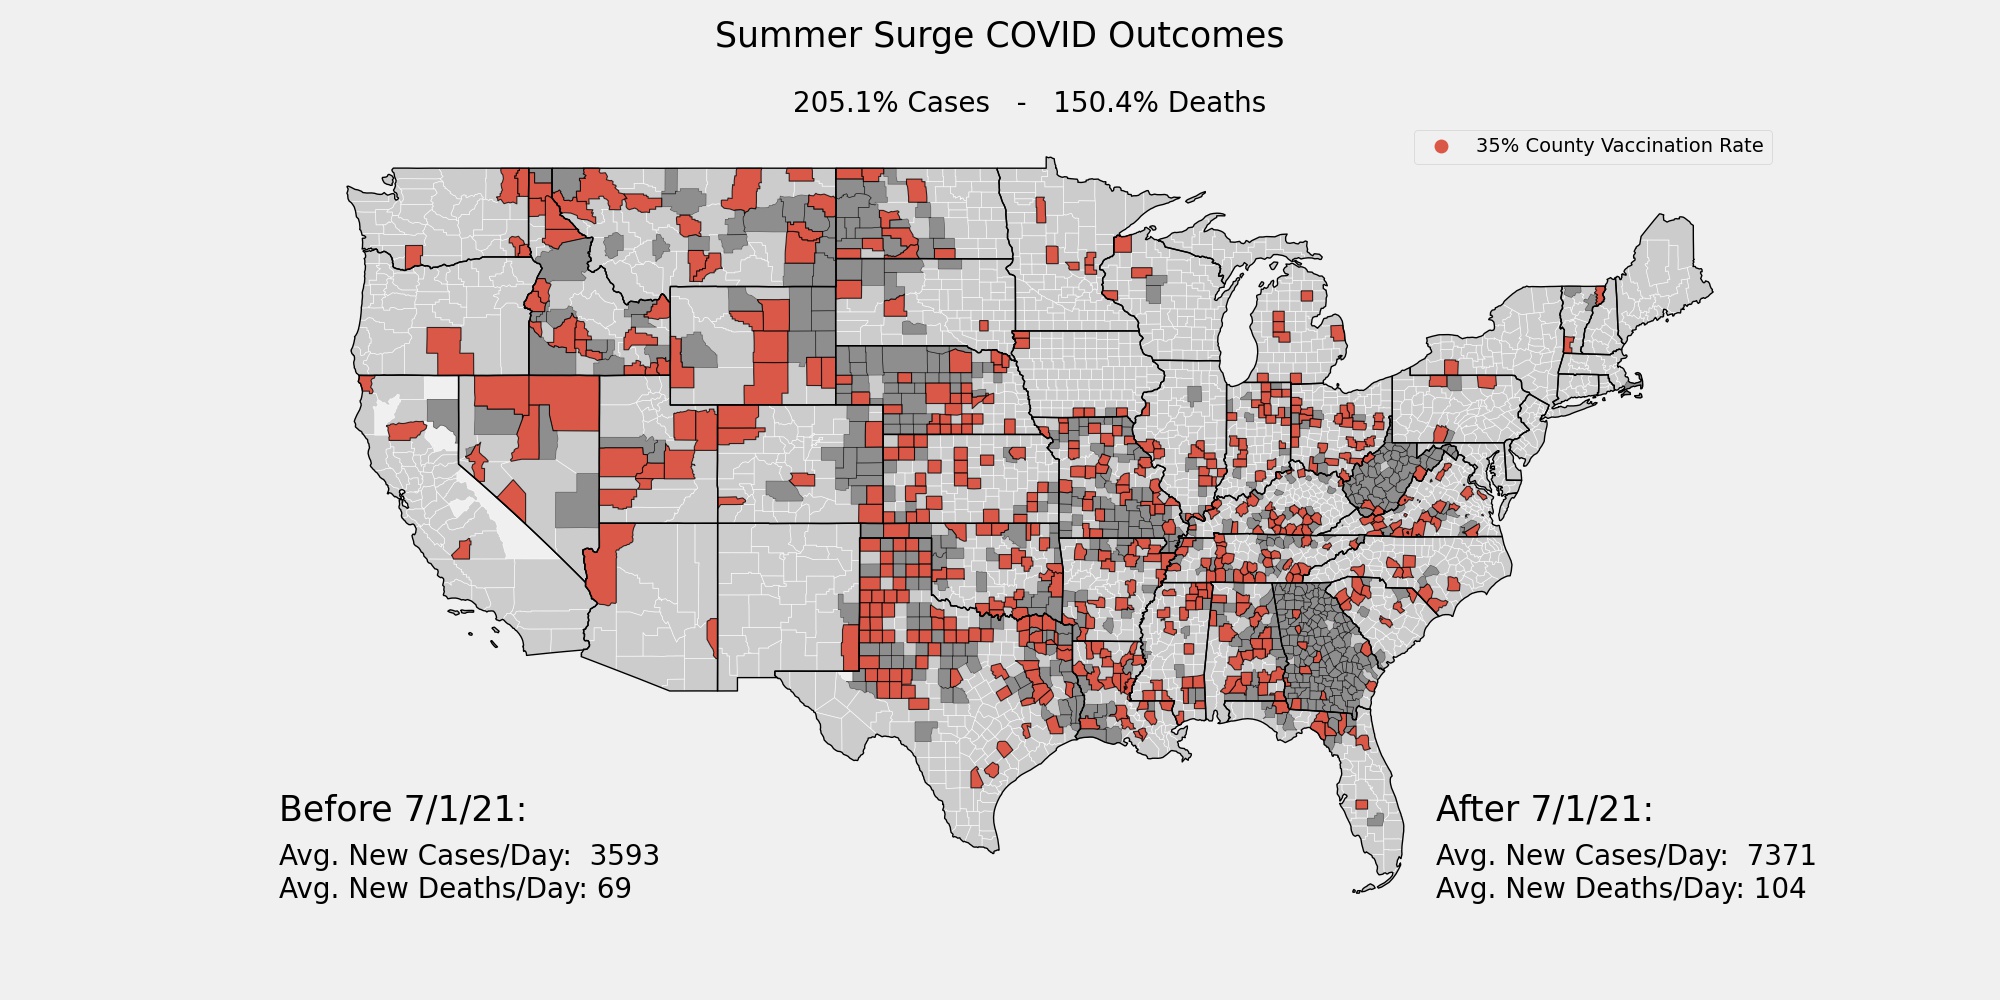 Summer Surge COVID Outcomes
205.1% Cases - 150.4% Deaths
35% County Vaccination Rate
Before 7/1/21:
Avg. New Cases/Day: 3593
Avg. New Deaths/Day: 69
After 7/1/21:
Avg. New Cases/Day: 7371
Avg. New Deaths/Day: 104